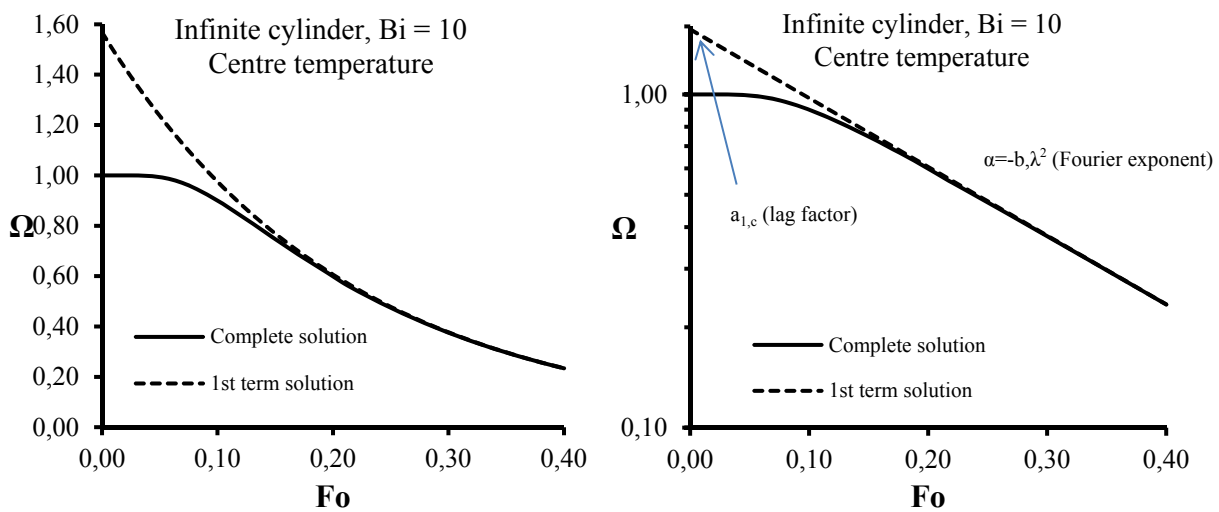 Infinite cylinder, Bi = 10
Centre temperature
1,60
1,40
1,20
1,00
0,80
0,60
0,40
0,20
0,00
Ω
Complete solution
1st term solution
0,00
0,10
0,20
0,30
0,40
Fo
Infinite cylinder, Bi = 10
Centre temperature
1,00
0,10
Ω
α=-b,λ² (Fourier exponent)
a₁,c (lag factor)
Complete solution
1st term solution
0,00
0,10
0,20
0,30
0,40
Fo